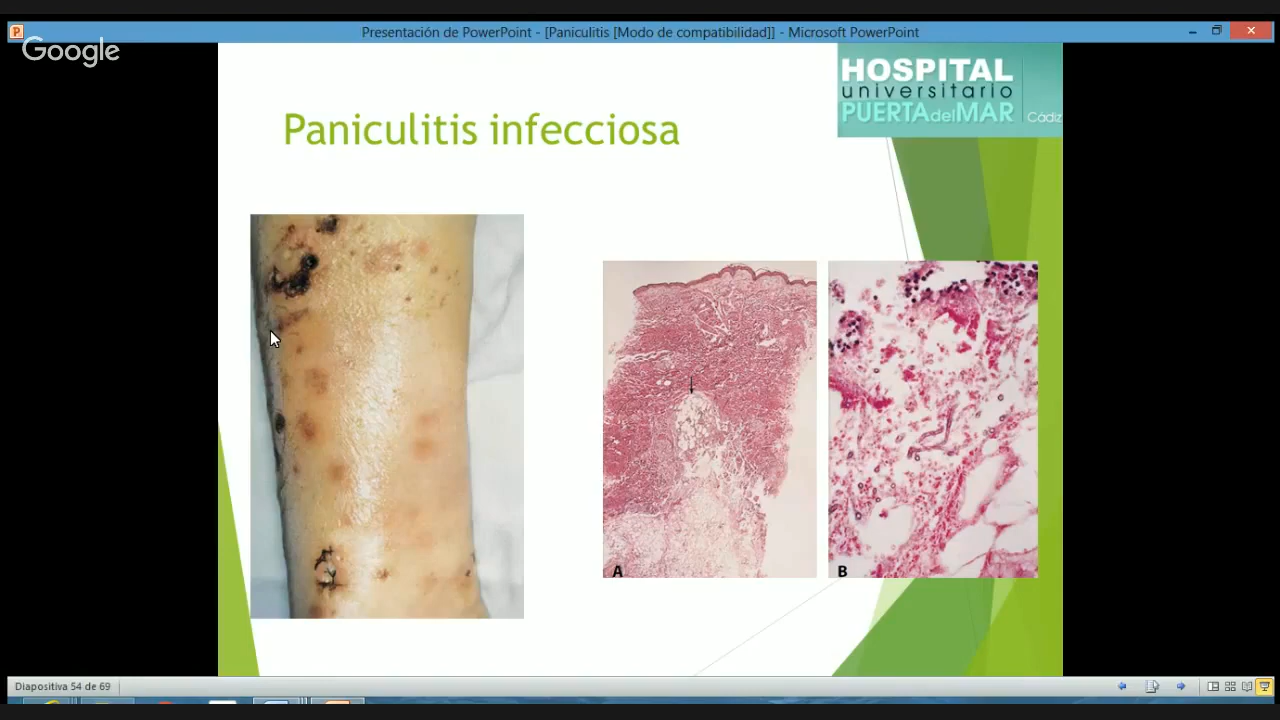 Presentación de PowerPoint - [Paniculitis [Modo de compatibilidad]] - Microsoft PowerPoint
Google
HOSPITAL
universitario
PUERTAdelMAR Cádiz
Paniculitis infecciosa
A
B
Diapositiva 54 de 69